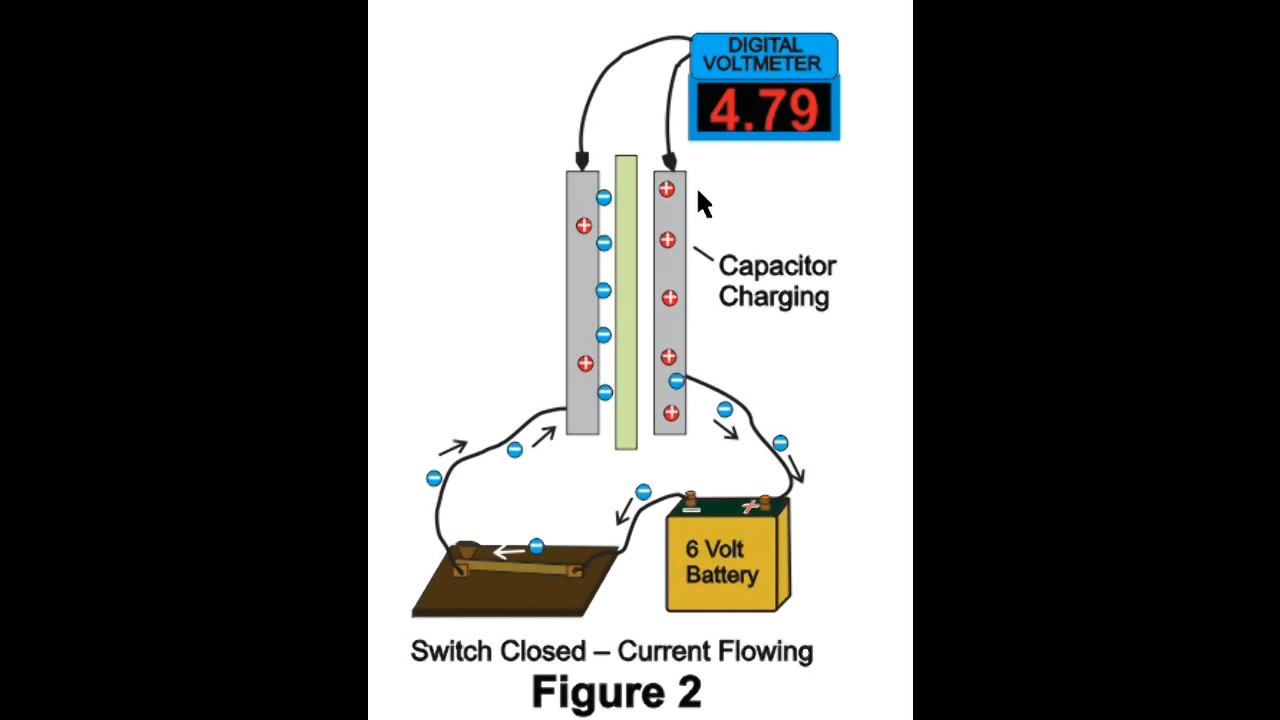 DIGITAL
VOLTMETER
4.79
Capacitor
Charging
6 Volt
Battery
Switch Closed – Current Flowing
Figure 2